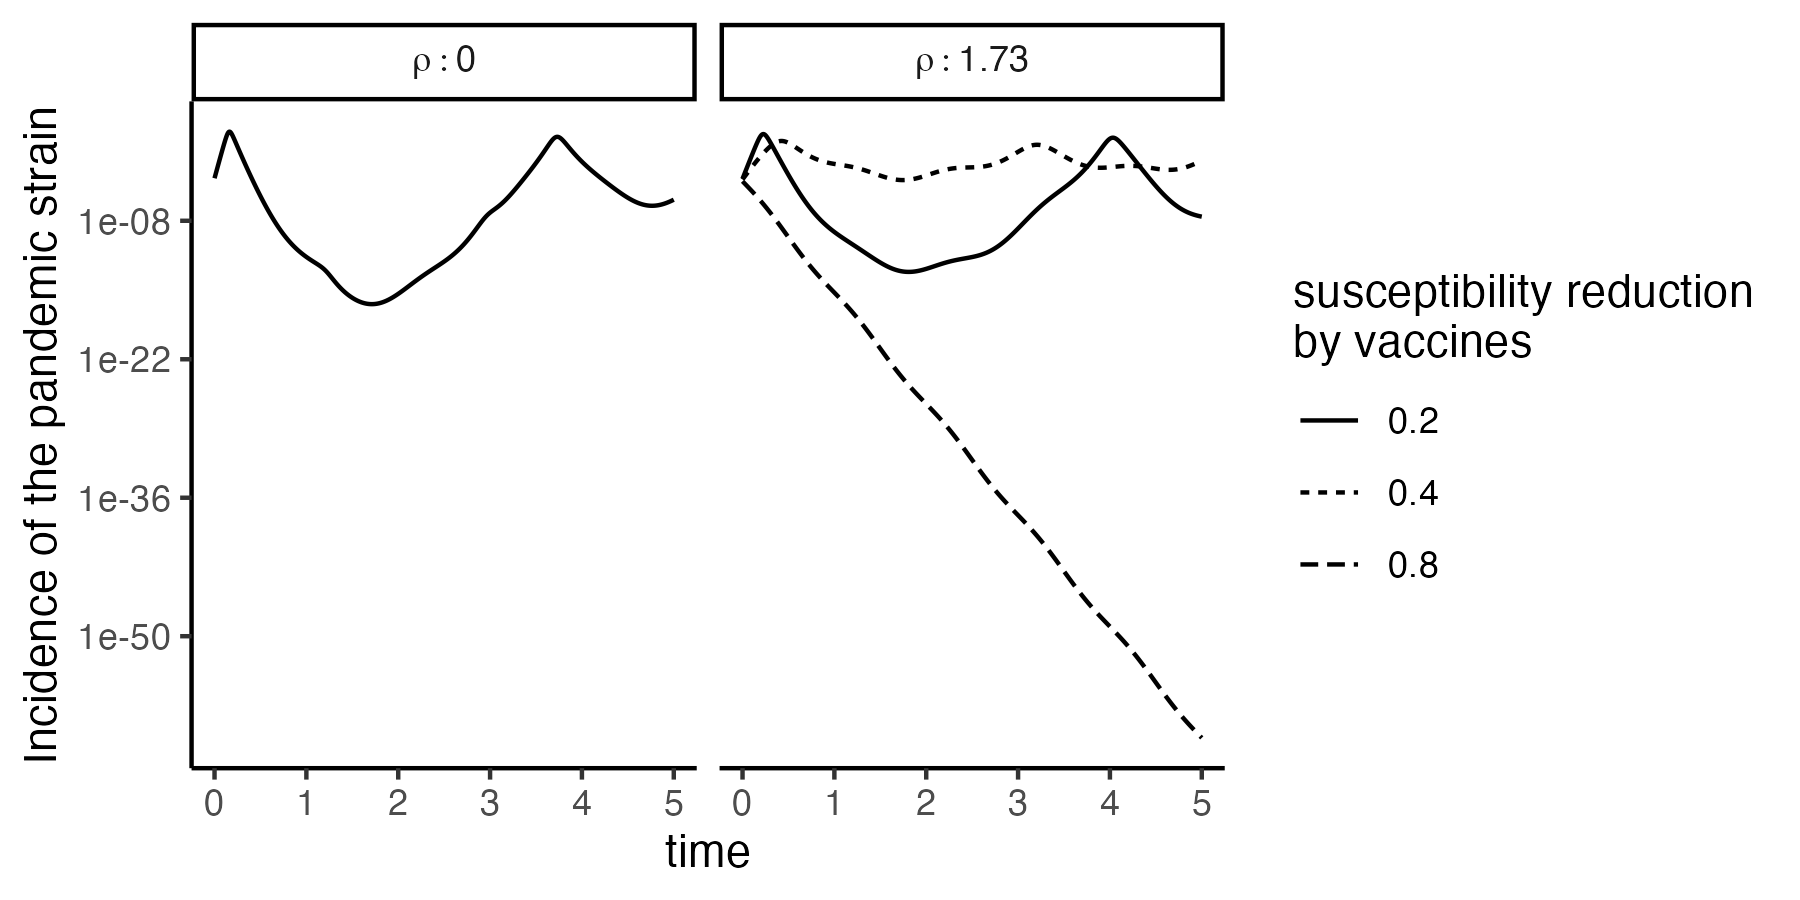 ρ : 0
ρ : 1.73
Incidence of the pandemic strain
1e-08
1e-22
1e-36
1e-50
0 1 2 3 4 5
0 1 2 3 4 5
time
susceptibility reduction
by vaccines
0.2
0.4
0.8